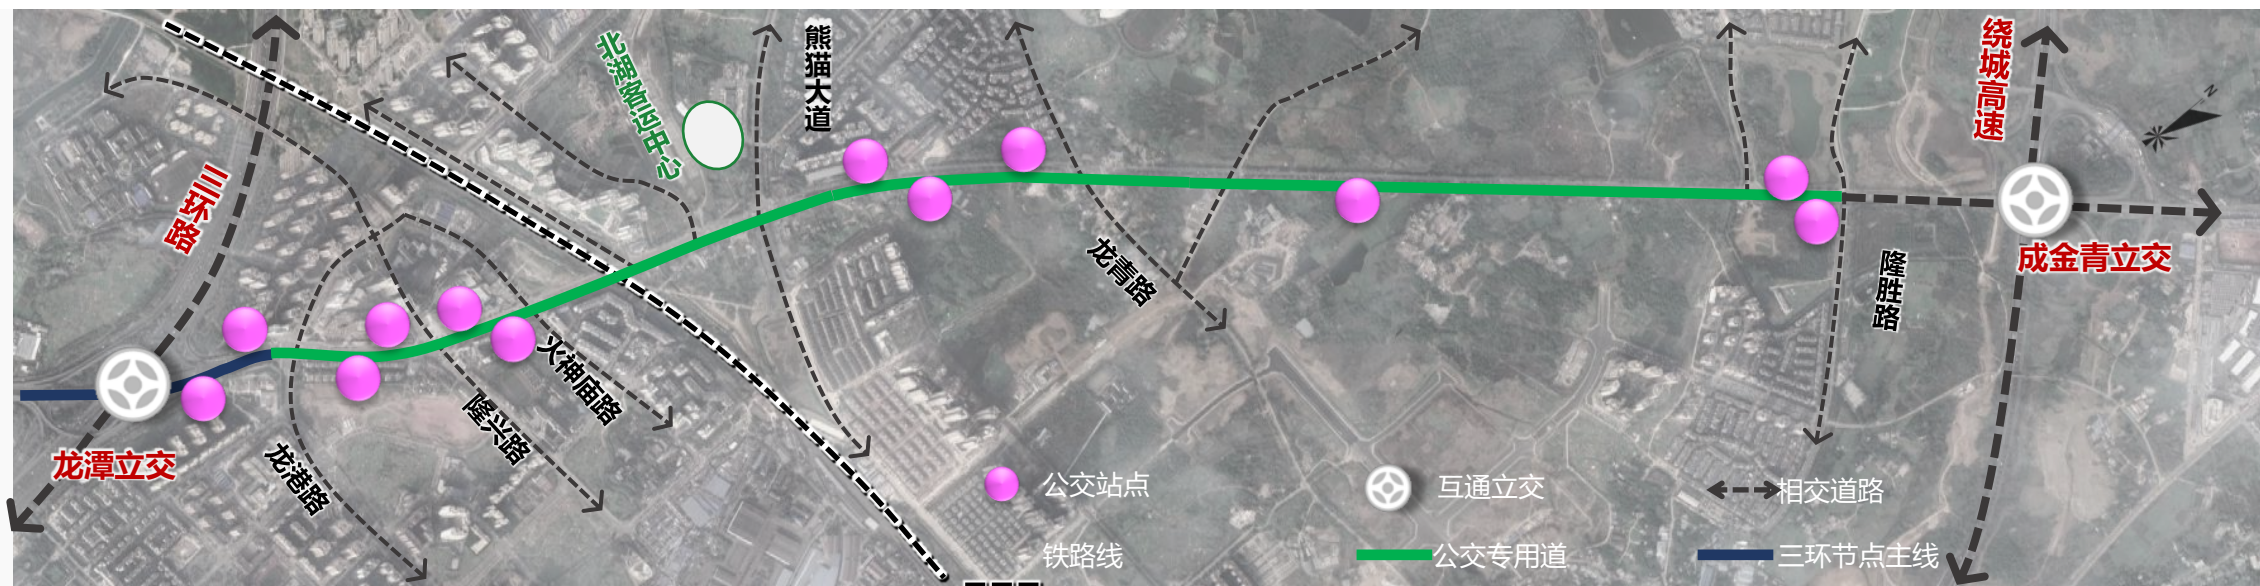 三环路
北湖客运中心
熊猫大道
绕城高速
N
龙青路
隆胜路
成金青立交
龙潭立交
龙港路
隆兴路
火神庙路
公交站点
互通立交
相交道路
铁路线
公交专用道
三环节点主线